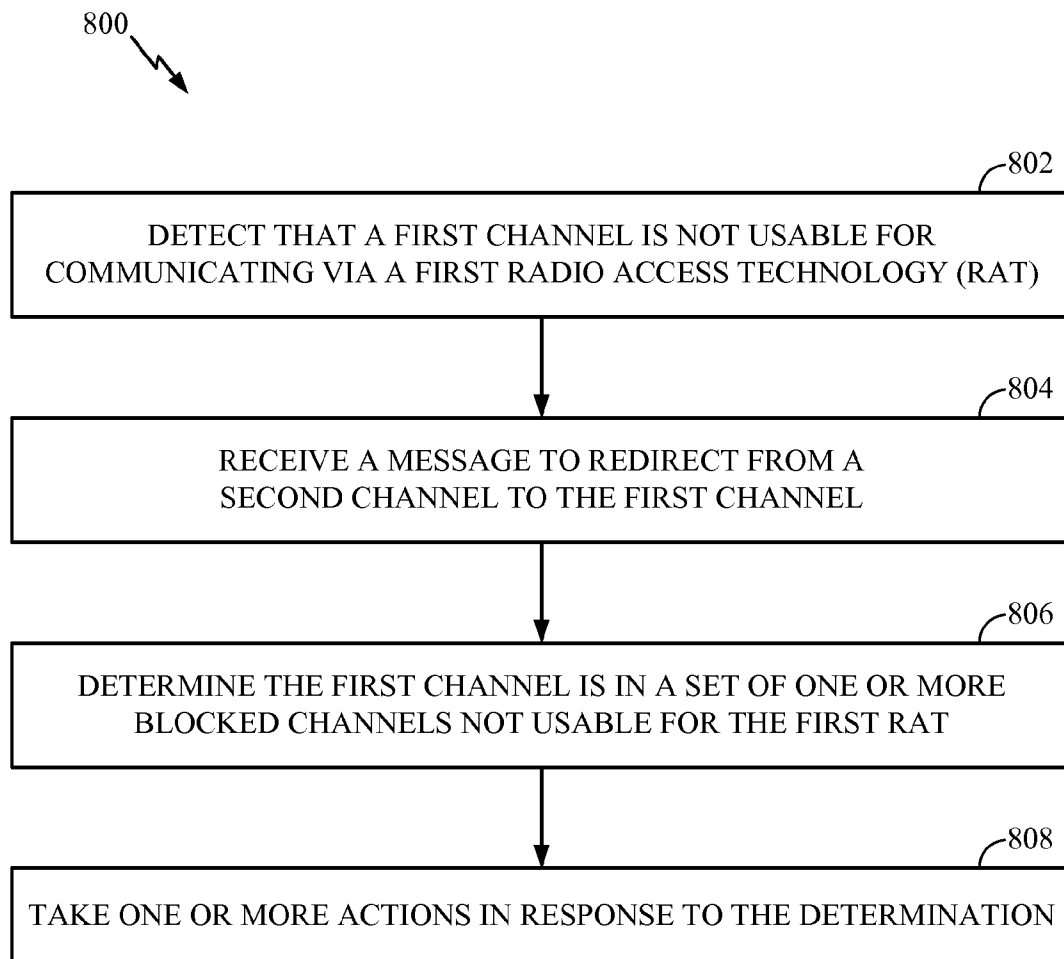 800
802
DETECT THAT A FIRST CHANNEL IS NOT USABLE FOR
COMMUNICATING VIA A FIRST RADIO ACCESS TECHNOLOGY (RAT)
804
RECEIVE A MESSAGE TO REDIRECT FROM A
SECOND CHANNEL TO THE FIRST CHANNEL
806
DETERMINE THE FIRST CHANNEL IS IN A SET OF ONE OR MORE
BLOCKED CHANNELS NOT USABLE FOR THE FIRST RAT
808
TAKE ONE OR MORE ACTIONS IN RESPONSE TO THE DETERMINATION